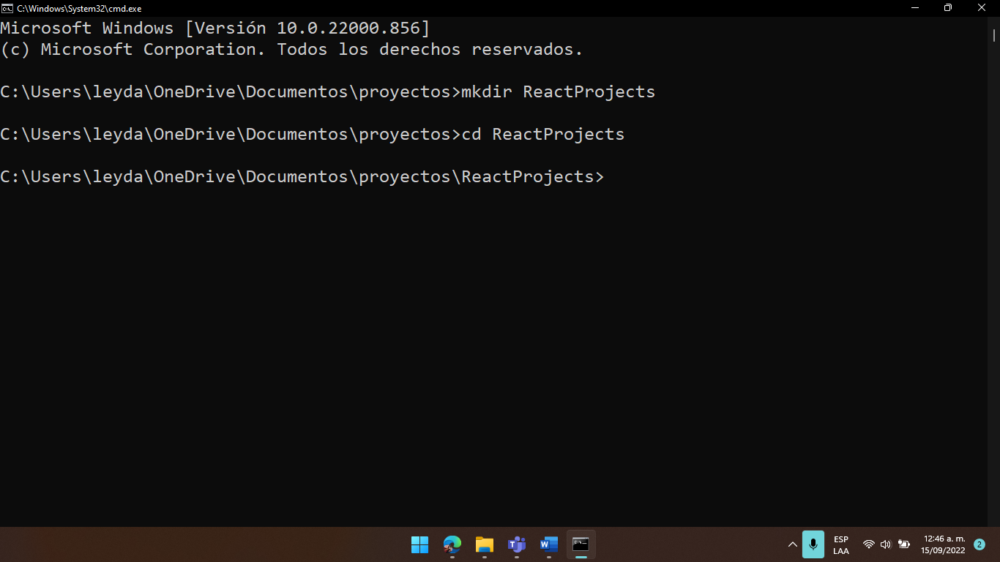 C:\Windows\System32\cmd.exe
Microsoft Windows [Versión 10.0.22000.856]
(c) Microsoft Corporation. Todos los derechos reservados.
C:\Users\leyda\OneDrive\Documentos\proyectos>mkdir ReactProjects
C:\Users\leyda\OneDrive\Documentos\proyectos>cd ReactProjects
C:\Users\leyda\OneDrive\Documentos\proyectos\ReactProjects>
ESP
LAA
12:46 a. m.
15/09/2022
2